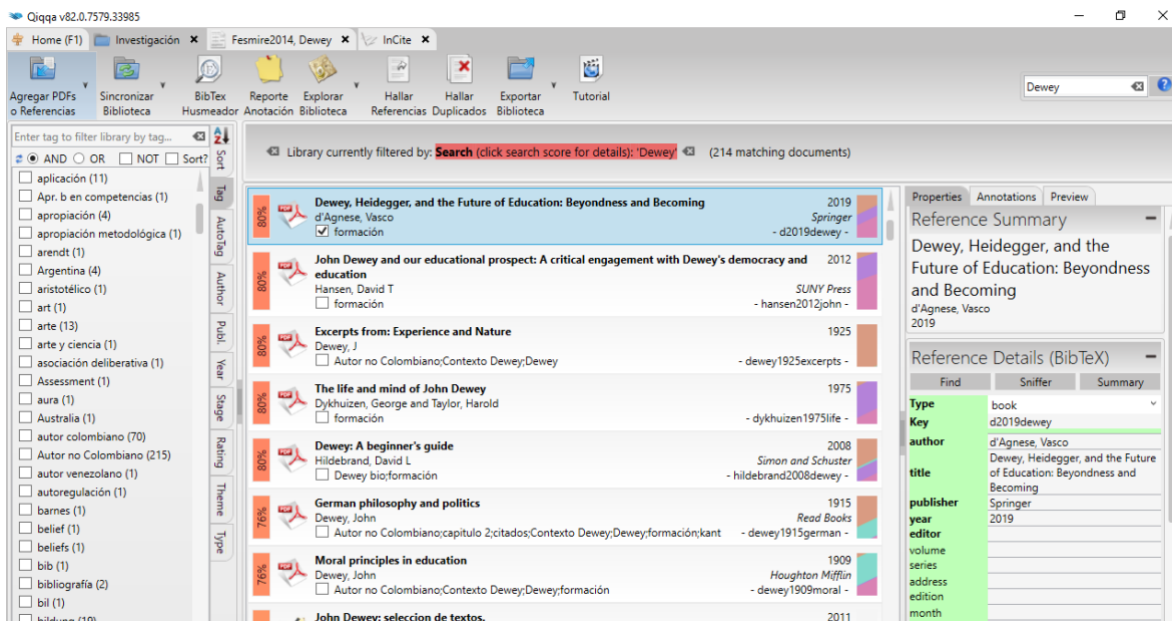 Qiqqa v82.0.7579.33985
Home (F1) Investigación Fesmire2014, Dewey InCite
Agregar PDFs o Referencias
Sincronizar Biblioteca
BibTex Husmeador
Reporte Anotación
Explorar Biblioteca
Hallar Referencias
Hallar Duplicados
Exportar Biblioteca
Tutorial
Dewey
Enter tag to filter library by tag...
AND OR NOT Sort?
aplicación (11)
Apr. b en competencias (1)
apropiación (4)
apropiación metodológica (1)
arendt (1)
Argentina (4)
aristotélico (1)
art (1)
arte (13)
arte y ciencia (1)
asociación deliberativa (1)
Assessment (1)
aura (1)
Australia (1)
autor colombiano (70)
Autor no Colombiano (215)
autor venezolano (1)
autoregulación (1)
barnes (1)
belief (1)
beliefs (1)
bib (1)
bibliografía (2)
bil (1)
bildung (19)
Sort
Tag
AutoTag
Author
Publ.
Year
Stage
Rating
Theme
Type
Library currently filtered by: Search (click search score for details): 'Dewey' (214 matching documents)
80%
Dewey, Heidegger, and the Future of Education: Beyondness and Becoming 2019
d'Agnese, Vasco Springer
formación - d2019dewey -
80%
John Dewey and our educational prospect: A critical engagement with Dewey's democracy and 2012
education
Hansen, David T SUNY Press
formación - hansen2012john -
80%
Excerpts from: Experience and Nature 1925
Dewey, J
Autor no Colombiano;Contexto Dewey;Dewey - dewey1925excerpts -
80%
The life and mind of John Dewey 1975
Dykhuizen, George and Taylor, Harold
formación - dykhuizen1975life -
80%
Dewey: A beginner's guide 2008
Hildebrand, David L Simon and Schuster
Dewey bio;formación - hildebrand2008dewey -
76%
German philosophy and politics 1915
Dewey, John Read Books
Autor no Colombiano;capitulo 2;citados;Contexto Dewey;Dewey;formación;kant - dewey1915german -
76%
Moral principles in education 1909
Dewey, John Houghton Mifflin
Autor no Colombiano;Contexto Dewey;Dewey;formación - dewey1909moral -
John Dewey: seleccion de textos. 2011
Properties Annotations Preview
Reference Summary
Dewey, Heidegger, and the
Future of Education: Beyondness
and Becoming
d'Agnese, Vasco
2019
Reference Details (BibTeX)
Find Sniffer Summary
Type book
Key d2019dewey
author d'Agnese, Vasco
title Dewey, Heidegger, and the Future
of Education: Beyondness and
Becoming
publisher Springer
year 2019
editor
volume
series
address
edition
month